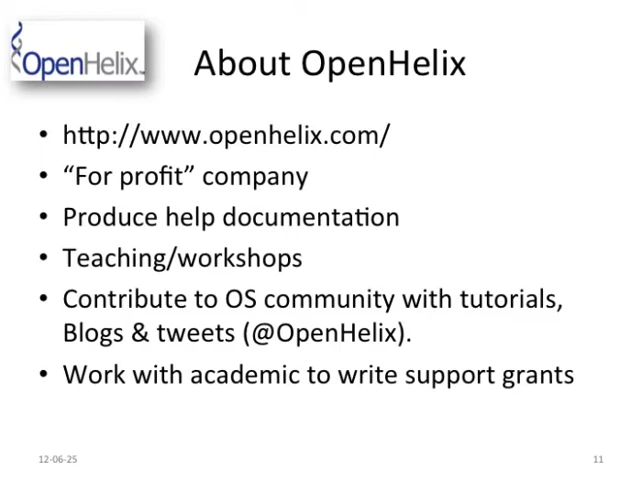 OpenHelix
About OpenHelix
• http://www.openhelix.com/
• “For profit” company
• Produce help documentation
• Teaching/workshops
• Contribute to OS community with tutorials,
Blogs & tweets (@OpenHelix).
• Work with academic to write support grants
12-06-25
11